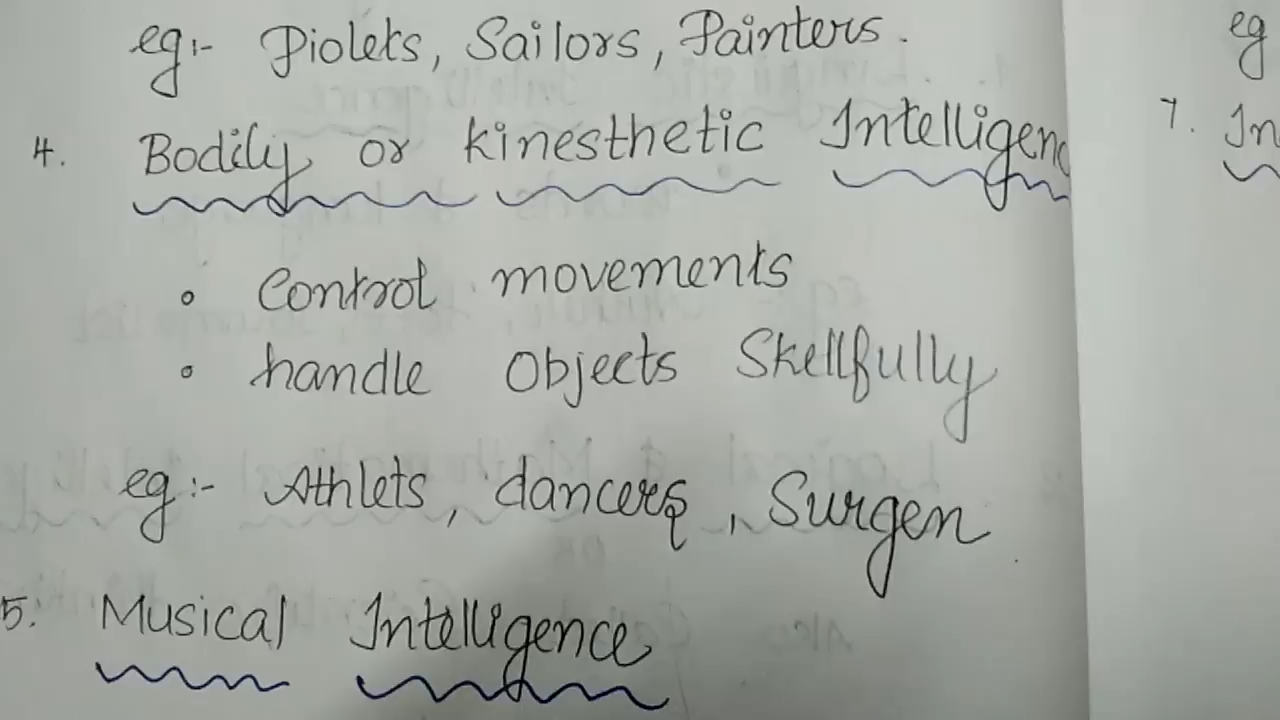 eg:- Piolets, Sailors, Painters.
4. Bodily or kinesthetic Intelligenc
• Control movements
• handle Objects Skellfully
eg:- Athlets, dancers, Surgen
5. Musical Intelligence
eg
7. In